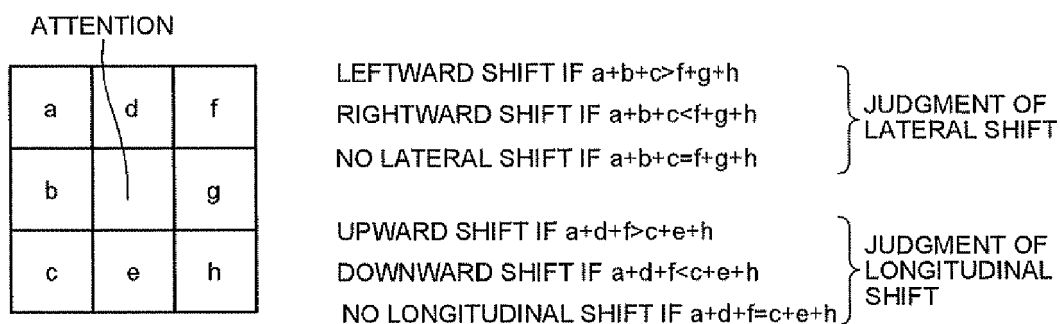 ATTENTION
a d f
b g
c e h
LEFTWARD SHIFT IF a+b+c>f+g+h
RIGHTWARD SHIFT IF a+b+c<f+g+h
NO LATERAL SHIFT IF a+b+c=f+g+h
JUDGMENT OF
LATERAL SHIFT
UPWARD SHIFT IF a+d+f>c+e+h
DOWNWARD SHIFT IF a+d+f<c+e+h
NO LONGITUDINAL SHIFT IF a+d+f=c+e+h
JUDGMENT OF
LONGITUDINAL
SHIFT